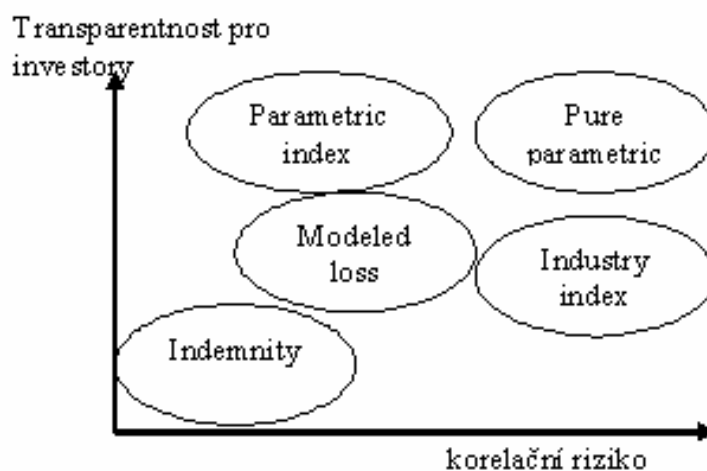 Transparentnost pro
investory
Parametric
index
Pure
parametric
Modeled
loss
Industry
index
Indemnity
korelační riziko